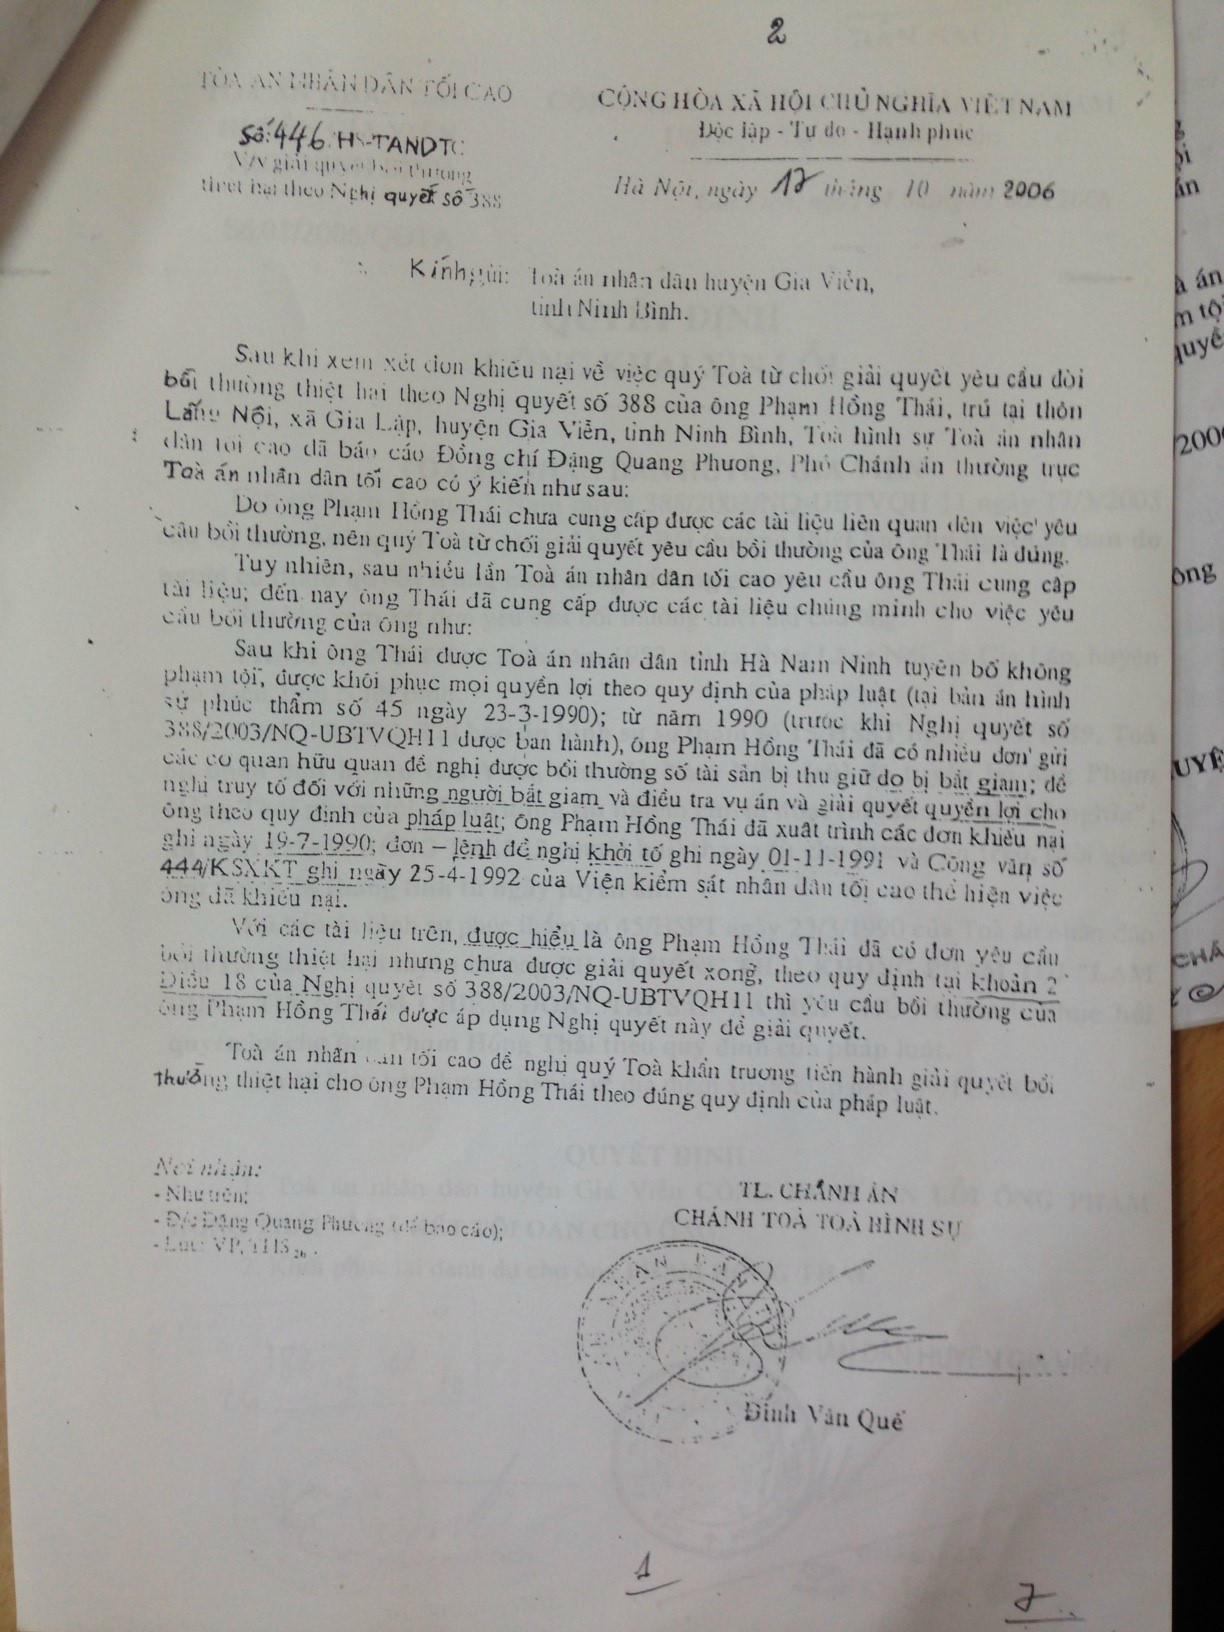 2
TÒA ÁN NHÂN DÂN TỐI CAO
CỘNG HÒA XÃ HỘI CHỦ NGHĨA VIỆT NAM
Độc lập - Tự do - Hạnh phúc
Số: 446/HS-TANDTC
V/v giải quyết bồi thường
thiệt hại theo Nghị quyết số 388
Hà Nội, ngày 17 tháng 10 năm 2006
Kính gửi: Toà án nhân dân huyện Gia Viễn,
tỉnh Ninh Bình.
Sau khi xem xét đơn khiếu nại về việc quý Toà từ chối giải quyết yêu cầu đòi
bồi thường thiệt hại theo Nghị quyết số 388 của ông Phạm Hồng Thái, trú tại thôn
Lãng Nội, xã Gia Lập, huyện Gia Viễn, tỉnh Ninh Bình, Toà hình sự Toà án nhân
dân tối cao đã báo cáo Đồng chí Đặng Quang Phương, Phó Chánh án thường trực
Toà án nhân dân tối cao có ý kiến như sau:
Do ông Phạm Hồng Thái chưa cung cấp được các tài liệu liên quan đến việc yêu
cầu bồi thường, nên quý Toà từ chối giải quyết yêu cầu bồi thường của ông Thái là đúng.
Tuy nhiên, sau nhiều lần Toà án nhân dân tối cao yêu cầu ông Thái cung cấp
tài liệu; đến nay ông Thái đã cung cấp được các tài liệu chứng minh cho việc yêu
cầu bồi thường của ông như:
Sau khi ông Thái được Toà án nhân dân tỉnh Hà Nam Ninh tuyên bố không
phạm tội, được khôi phục mọi quyền lợi theo quy định của pháp luật (tại bản án hình
sự phúc thẩm số 45 ngày 23-3-1990); từ năm 1990 (trước khi Nghị quyết số
388/2003/NQ-UBTVQH11 được ban hành), ông Phạm Hồng Thái đã có nhiều đơn gửi
các cơ quan hữu quan đề nghị được bồi thường số tài sản bị thu giữ do bị bắt giam; đề
nghị truy tố đối với những người bắt giam và điều tra vụ án và giải quyết quyền lợi cho
ông theo quy định của pháp luật; ông Phạm Hồng Thái đã xuất trình các đơn khiếu nại
ghi ngày 19-7-1990; đơn – lệnh đề nghị khởi tố ghi ngày 01-11-1991 và Công văn số
444/KSXKT ghi ngày 25-4-1992 của Viện kiểm sát nhân dân tối cao thể hiện việc
ông đã khiếu nại.
Với các tài liệu trên, được hiểu là ông Phạm Hồng Thái đã có đơn yêu cầu
bồi thường thiệt hại nhưng chưa được giải quyết xong, theo quy định tại khoản 2
Điều 18 của Nghị quyết số 388/2003/NQ-UBTVQH11 thì yêu cầu bồi thường của
ông Phạm Hồng Thái được áp dụng Nghị quyết này để giải quyết.
Toà án nhân dân tối cao đề nghị quý Toà khẩn trương tiến hành giải quyết bồi
thường thiệt hại cho ông Phạm Hồng Thái theo đúng quy định của pháp luật.
Nơi nhận:
- Như trên;
- Đ/c Đặng Quang Phương (để báo cáo);
- Lưu: VP, THS
TL. CHÁNH ÁN
CHÁNH TOÀ TOÀ HÌNH SỰ
Đinh Văn Quế
1
7